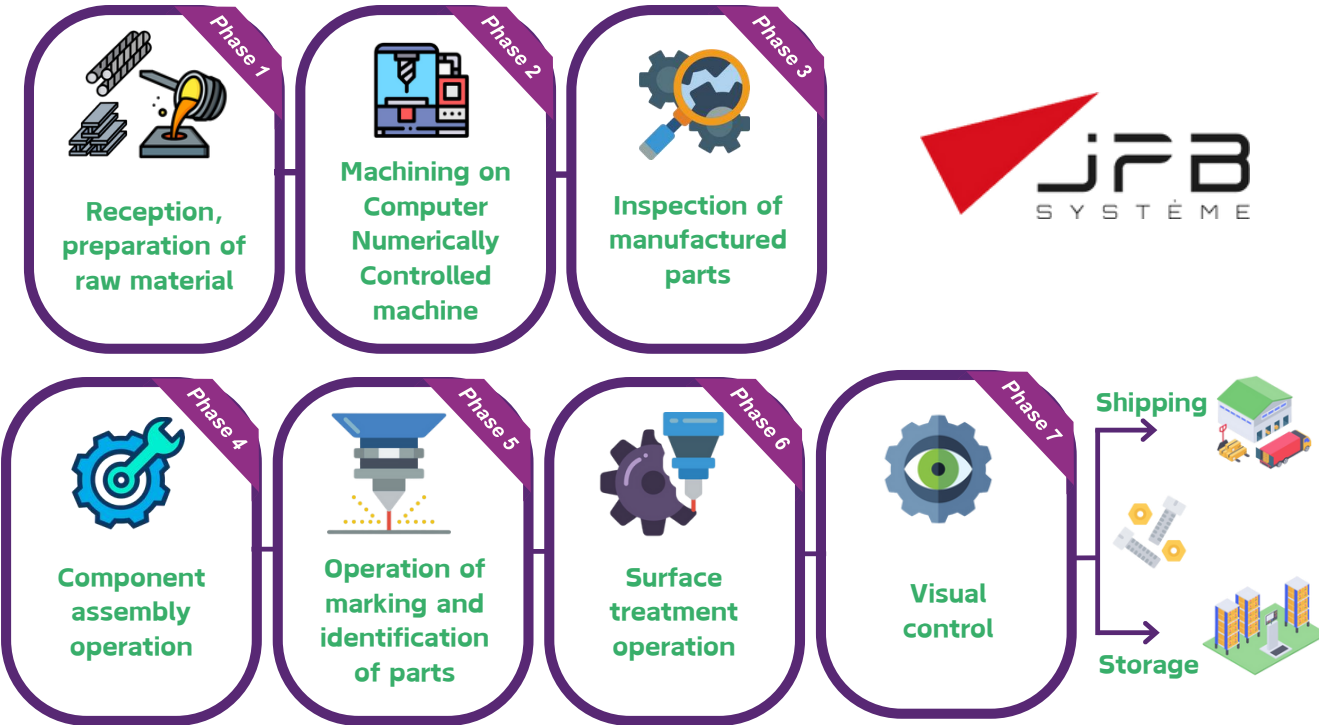 Phase 1
Reception,
preparation of
raw material
Phase 2
Machining on
Computer
Numerically
Controlled
machine
Phase 3
Inspection of
manufactured
parts
JPB
SYSTÈME
Phase 4
Component
assembly
operation
Phase 5
Operation of
marking and
identification
of parts
Phase 6
Surface
treatment
operation
Phase 7
Visual
control
Shipping
Storage